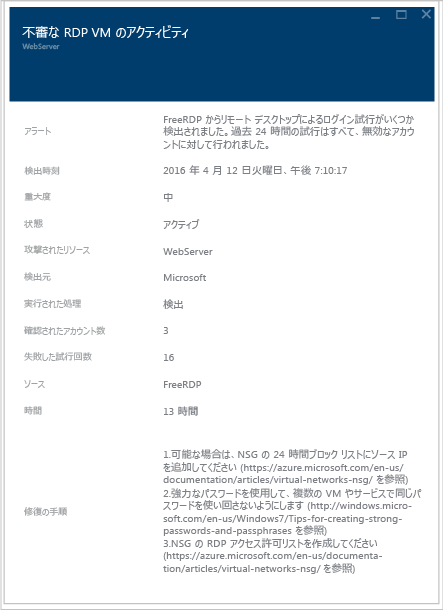 不審な RDP VM のアクティビティ
WebServer
アラート
FreeRDP からリモート デスクトップによるログイン試行がいくつか
検出されました。過去 24 時間の試行はすべて、無効なアカウ
ントに対して行われました。
検出時刻
2016 年 4 月 12 日火曜日、午後 7:10:17
重大度
中
状態
アクティブ
攻撃されたリソース
WebServer
検出元
Microsoft
実行された処理
検出
確認されたアカウント数
3
失敗した試行回数
16
ソース
FreeRDP
時間
13 時間
修復の手順
1.可能な場合は、NSG の 24 時間ブロック リストにソース IP
を追加してください (https://azure.microsoft.com/en-us/
documentation/articles/virtual-networks-nsg/ を参照)
2.強力なパスワードを使用して、複数の VM やサービスで同じパ
スワードを使い回さないようにします (http://windows.micro-
soft.com/en-us/Windows7/Tips-for-creating-strong-
passwords-and-passphrases を参照)
3.NSG の RDP アクセス許可リストを作成してください
(https://azure.microsoft.com/en-us/documenta-
tion/articles/virtual-networks-nsg/ を参照)